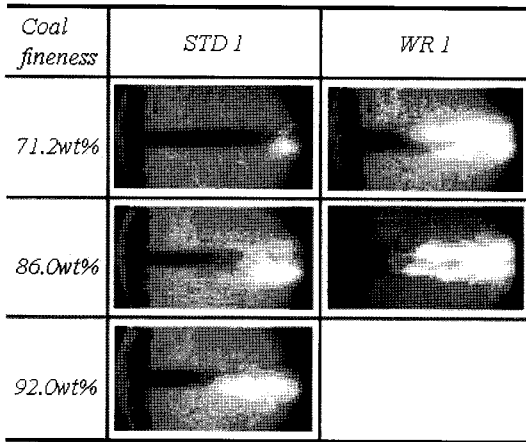 Coal
fineness
STD 1
WR 1
71.2wt%
86.0wt%
92.0wt%